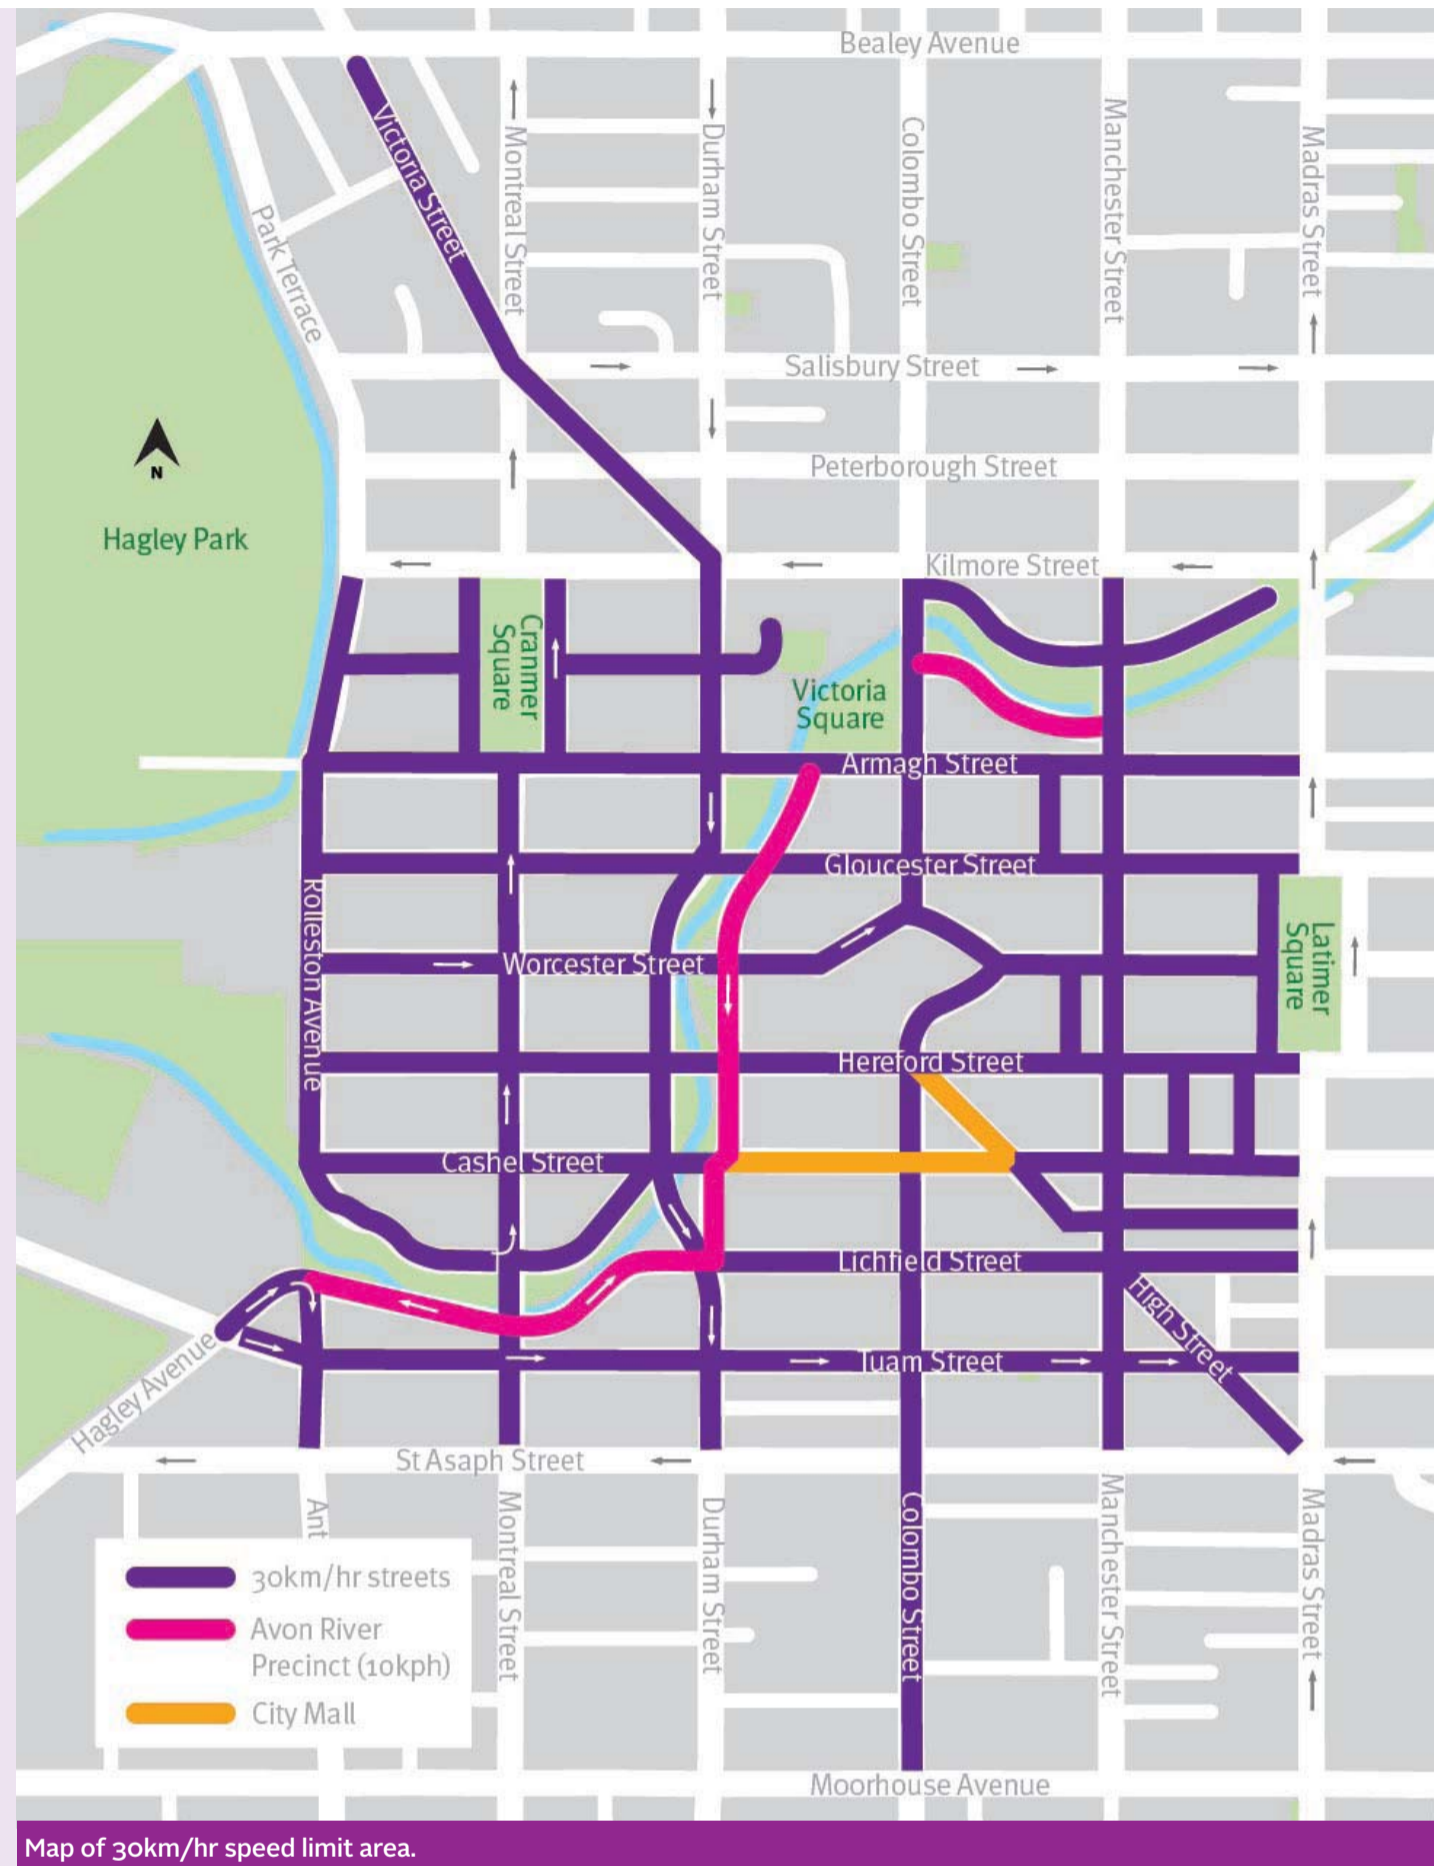 Bealey Avenue
Victoria Street
Montreal Street
Durham Street
Colombo Street
Manchester Street
Madras Street
Park Terrace
Salisbury Street
N
Peterborough Street
Hagley Park
Kilmore Street
Cranmer
Square
Victoria
Square
Armagh Street
Gloucester Street
Rolleston Avenue
Worcester Street
Latimer
Square
Hereford Street
Cashel Street
Lichfield Street
High Street
Hagley Avenue
Tuam Street
St Asaph Street
Ant
Montreal Street
Durham Street
Colombo Street
Manchester Street
Madras Street
30km/hr streets
Avon River
Precinct (10kph)
City Mall
Moorhouse Avenue
Map of 30km/hr speed limit area.